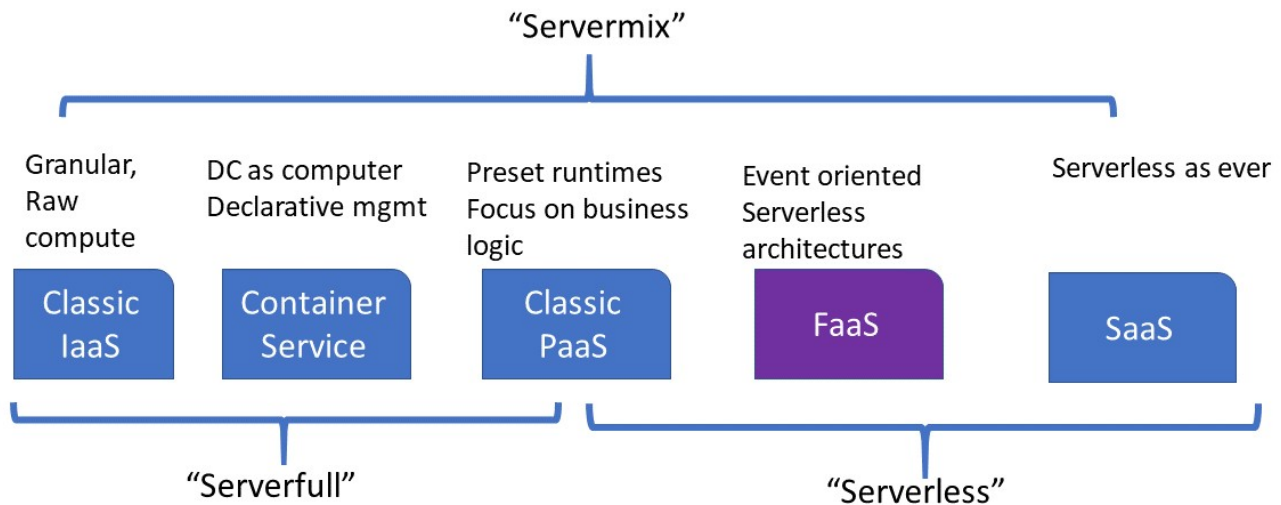 “Servermix”
Granular,
Raw
compute
DC as computer
Declarative mgmt
Preset runtimes
Focus on business
logic
Event oriented
Serverless
architectures
Serverless as ever
Classic
IaaS
Container
Service
Classic
PaaS
FaaS
SaaS
“Serverfull”
“Serverless”